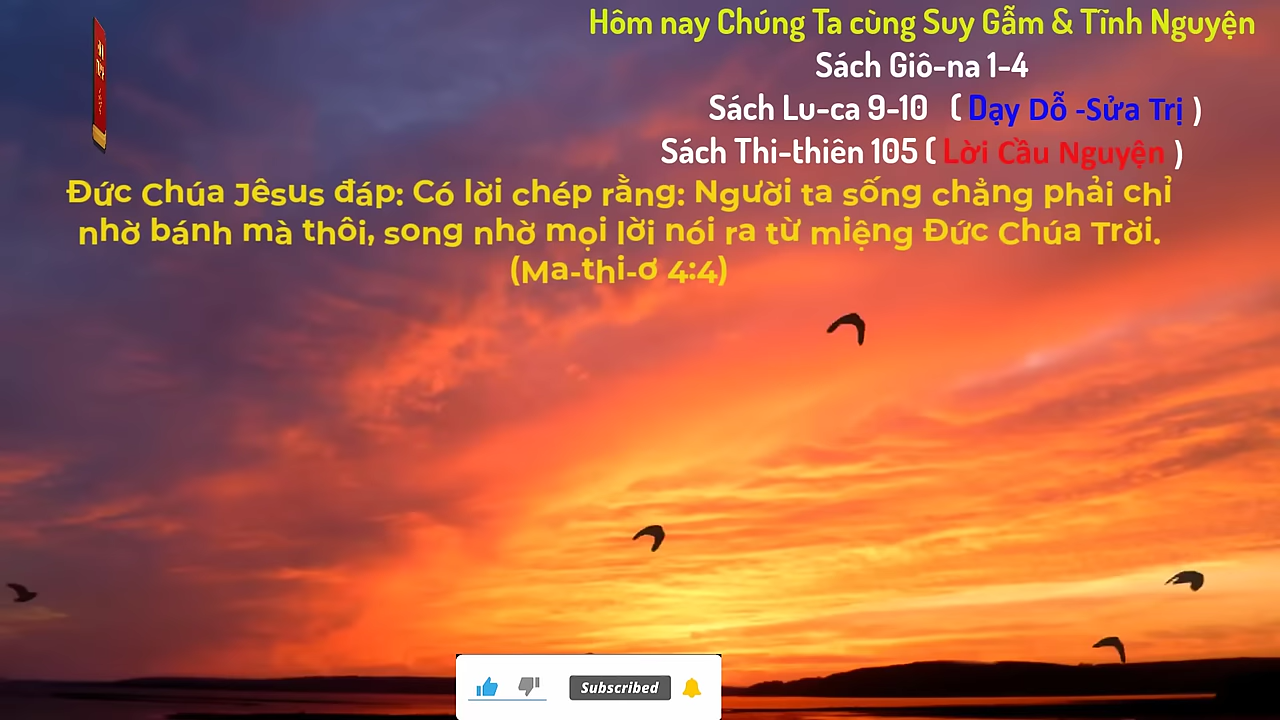 Hôm nay Chúng Ta cùng Suy Gẫm & Tĩnh Nguyện
Sách Giô-na 1-4
Sách Lu-ca 9-10 ( Dạy Dỗ -Sửa Trị )
Sách Thi-thiên 105 ( Lời Cầu Nguyện )
Đức Chúa Jêsus đáp: Có lời chép rằng: Người ta sống chẳng phải chỉ
nhờ bánh mà thôi, song nhờ mọi lời nói ra từ miệng Đức Chúa Trời.
(Ma-thi-ơ 4:4)
Subscribed